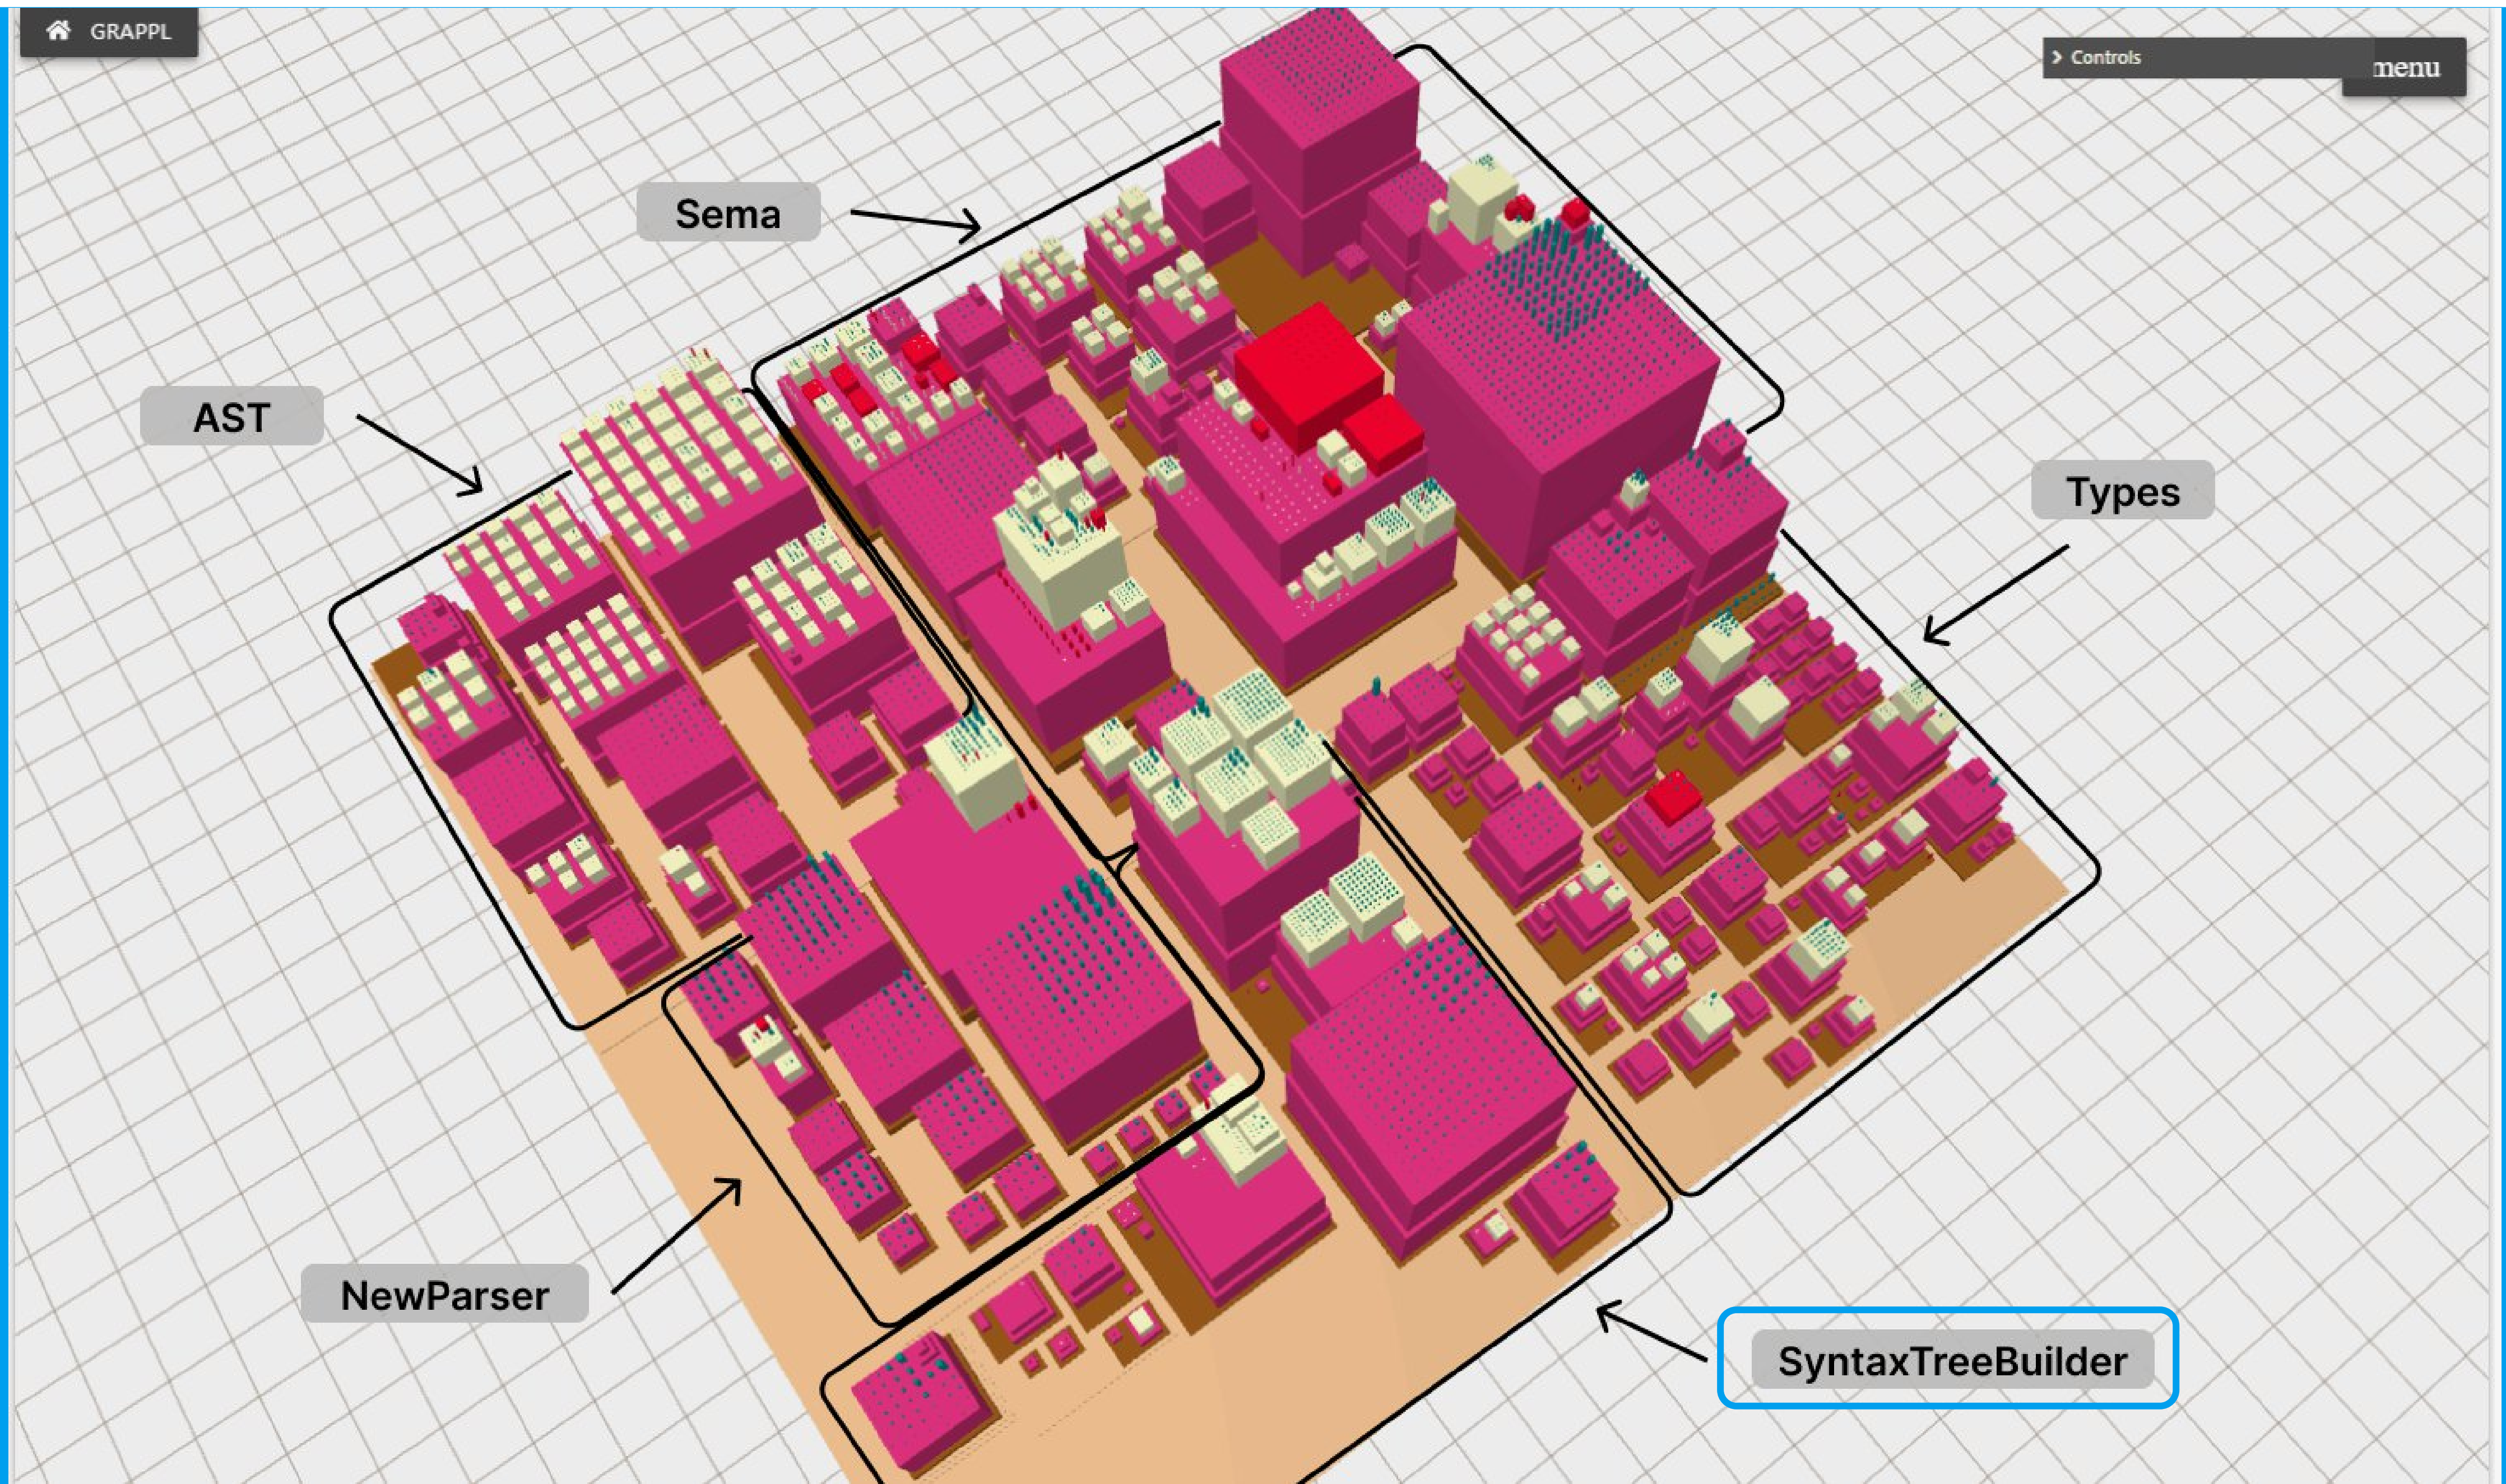 GRAPPL
Controls
menu
Sema
AST
Types
NewParser
SyntaxTreeBuilder